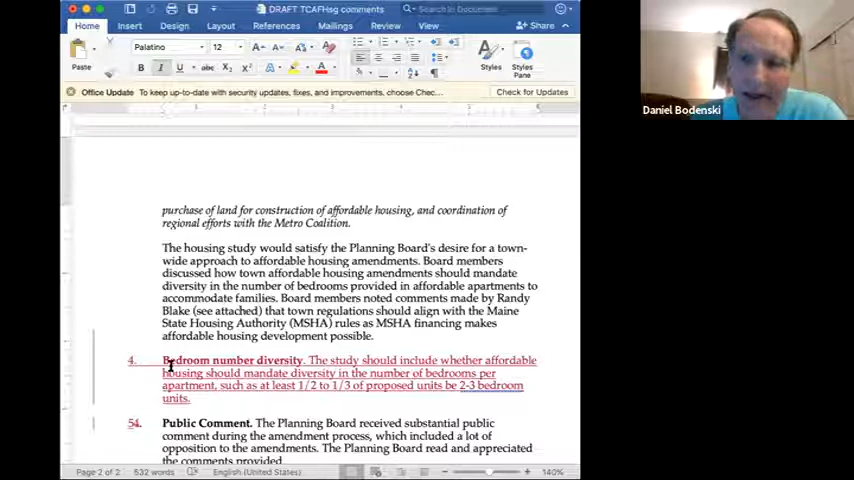 DRAFT TCAFHsg comments
Search in Document
Home Insert Design Layout References Mailings Review View Share
Paste Palatino 12 Styles Styles Pane
B I U abc X₂ X² A
Office Update To keep up-to-date with security updates, fixes, and improvements, choose Chec... Check for Updates
Daniel Bodenski
purchase of land for construction of affordable housing, and coordination of
regional efforts with the Metro Coalition.
The housing study would satisfy the Planning Board's desire for a town-
wide approach to affordable housing amendments. Board members
discussed how town affordable housing amendments should mandate
diversity in the number of bedrooms provided in affordable apartments to
accommodate families. Board members noted comments made by Randy
Blake (see attached) that town regulations should align with the Maine
State Housing Authority (MSHA) rules as MSHA financing makes
affordable housing development possible.
4. Bedroom number diversity. The study should include whether affordable
housing should mandate diversity in the number of bedrooms per
apartment, such as at least 1/2 to 1/3 of proposed units be 2-3 bedroom
units.
54. Public Comment. The Planning Board received substantial public
comment during the amendment process, which included a lot of
opposition to the amendments. The Planning Board read and appreciated
the comments provided.
Page 2 of 2 532 words English (United States) 140%